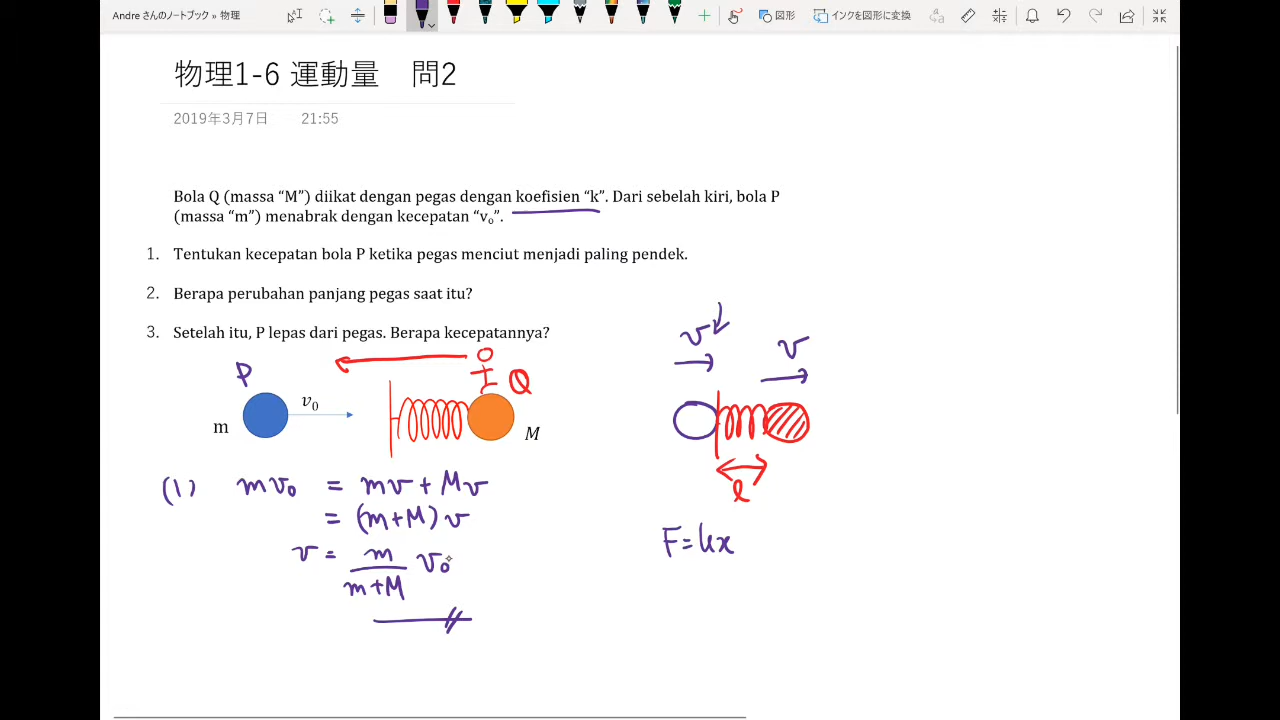 Andre さんのノートブック » 物理
図形
インクを図形に変換
物理1-6 運動量　問2
2019年3月7日 21:55
Bola Q (massa “M”) diikat dengan pegas dengan koefisien “k”. Dari sebelah kiri, bola P
(massa “m”) menabrak dengan kecepatan “v₀”.
1. Tentukan kecepatan bola P ketika pegas menciut menjadi paling pendek.
2. Berapa perubahan panjang pegas saat itu?
3. Setelah itu, P lepas dari pegas. Berapa kecepatannya?
P
v₀
m
Q
M
v
v
ℓ
(1) mv₀ = mv + Mv
= (m+M) v
v = m/(m+M) v₀
F = kx